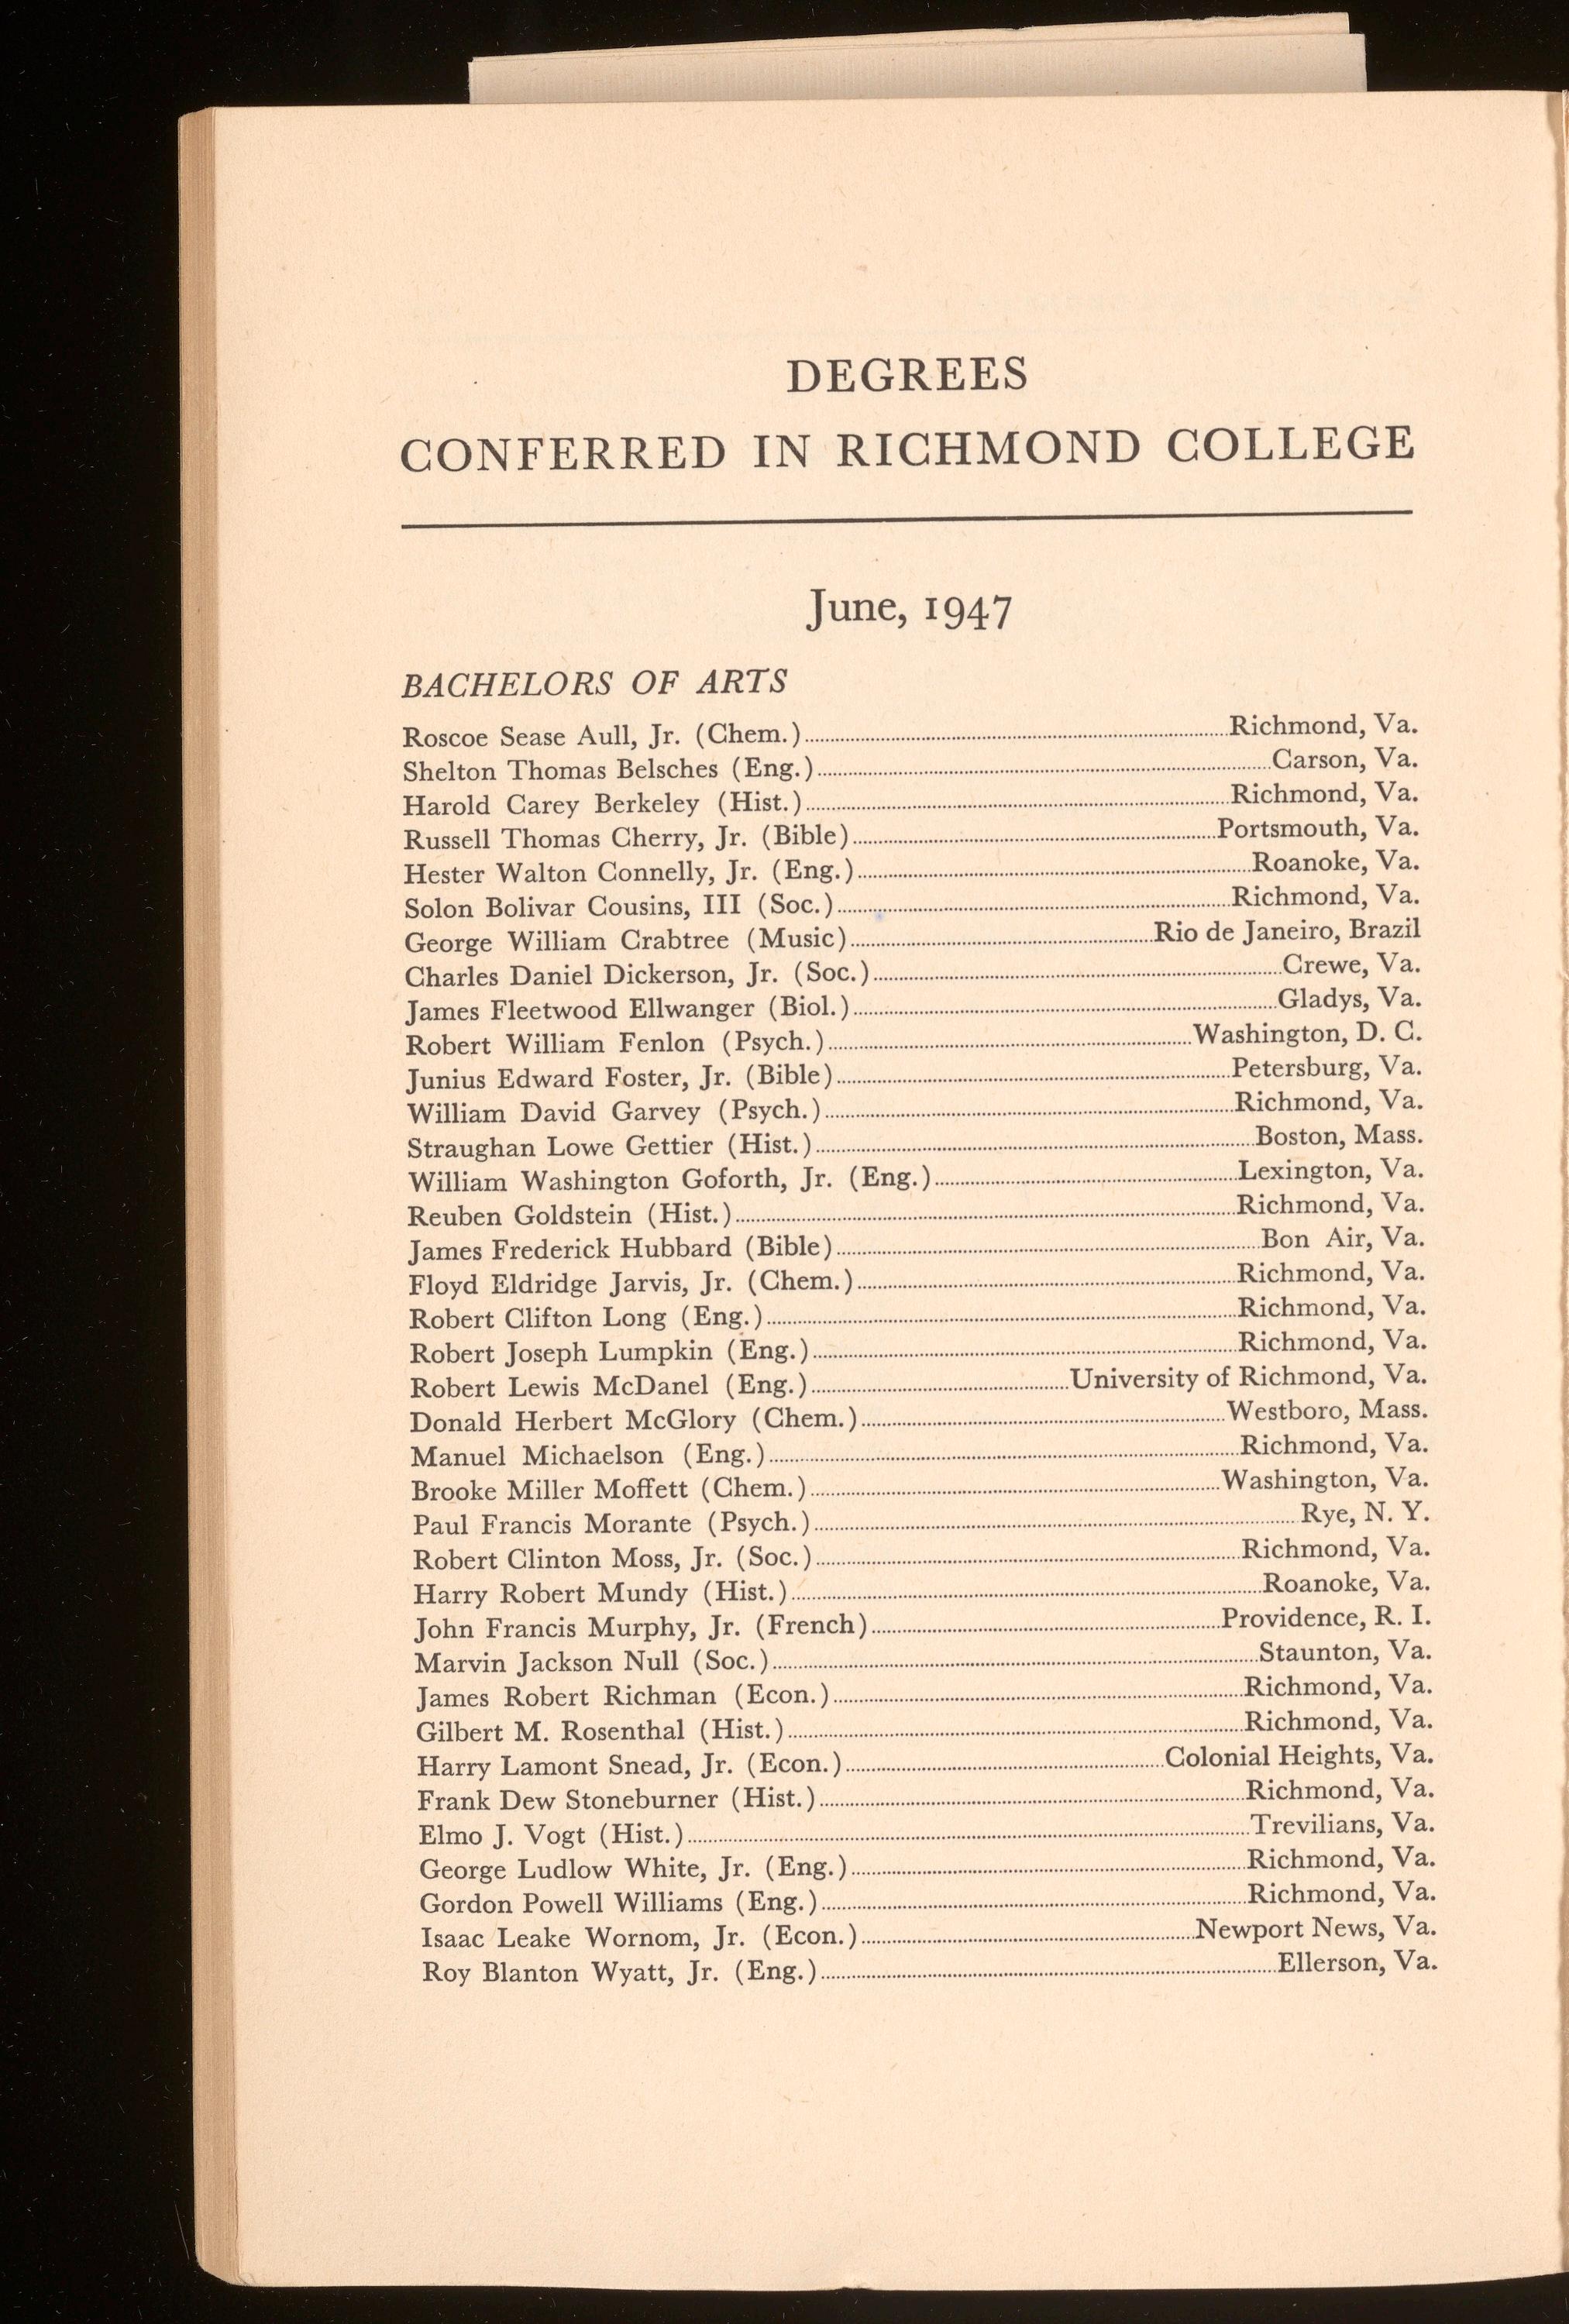 DEGREES
CONFERRED IN RICHMOND COLLEGE
June, 1947
BACHELORS OF ARTS
Roscoe Sease Aull, Jr. (Chem.)....................Richmond, Va.
Shelton Thomas Belsches (Eng.)....................Carson, Va.
Harold Carey Berkeley (Hist.)....................Richmond, Va.
Russell Thomas Cherry, Jr. (Bible)....................Portsmouth, Va.
Hester Walton Connelly, Jr. (Eng.)....................Roanoke, Va.
Solon Bolivar Cousins, III (Soc.)....................Richmond, Va.
George William Crabtree (Music)....................Rio de Janeiro, Brazil
Charles Daniel Dickerson, Jr. (Soc.)....................Crewe, Va.
James Fleetwood Ellwanger (Biol.)....................Gladys, Va.
Robert William Fenlon (Psych.)....................Washington, D. C.
Junius Edward Foster, Jr. (Bible)....................Petersburg, Va.
William David Garvey (Psych.)....................Richmond, Va.
Straughan Lowe Gettier (Hist.)....................Boston, Mass.
William Washington Goforth, Jr. (Eng.)....................Lexington, Va.
Reuben Goldstein (Hist.)....................Richmond, Va.
James Frederick Hubbard (Bible)....................Bon Air, Va.
Floyd Eldridge Jarvis, Jr. (Chem.)....................Richmond, Va.
Robert Clifton Long (Eng.)....................Richmond, Va.
Robert Joseph Lumpkin (Eng.)....................Richmond, Va.
Robert Lewis McDanel (Eng.)....................University of Richmond, Va.
Donald Herbert McGlory (Chem.)....................Westboro, Mass.
Manuel Michaelson (Eng.)....................Richmond, Va.
Brooke Miller Moffett (Chem.)....................Washington, Va.
Paul Francis Morante (Psych.)....................Rye, N. Y.
Robert Clinton Moss, Jr. (Soc.)....................Richmond, Va.
Harry Robert Mundy (Hist.)....................Roanoke, Va.
John Francis Murphy, Jr. (French)....................Providence, R. I.
Marvin Jackson Null (Soc.)....................Staunton, Va.
James Robert Richman (Econ.)....................Richmond, Va.
Gilbert M. Rosenthal (Hist.)....................Richmond, Va.
Harry Lamont Snead, Jr. (Econ.)....................Colonial Heights, Va.
Frank Dew Stoneburner (Hist.)....................Richmond, Va.
Elmo J. Vogt (Hist.)....................Trevilians, Va.
George Ludlow White, Jr. (Eng.)....................Richmond, Va.
Gordon Powell Williams (Eng.)....................Richmond, Va.
Isaac Leake Wornom, Jr. (Econ.)....................Newport News, Va.
Roy Blanton Wyatt, Jr. (Eng.)....................Ellerson, Va.